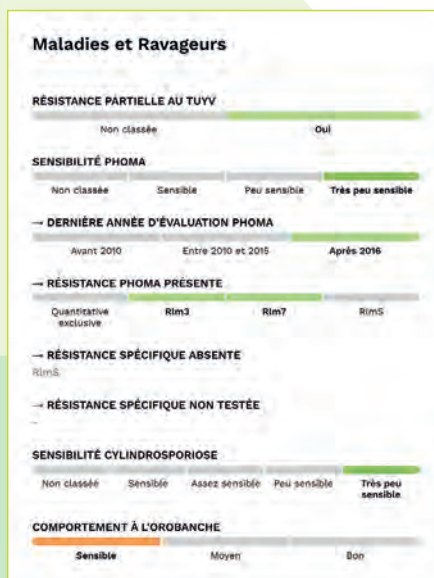 Maladies et Ravageurs
RÉSISTANCE PARTIELLE AU TUYV
Non classée Oui
SENSIBILITÉ PHOMA
Non classée Sensible Peu sensible Très peu sensible
→ DERNIÈRE ANNÉE D'ÉVALUATION PHOMA
Avant 2010 Entre 2010 et 2015 Après 2016
→ RÉSISTANCE PHOMA PRÉSENTE
Quantitative Rlm3 Rlm7 RlmS
exclusive
→ RÉSISTANCE SPÉCIFIQUE ABSENTE
RlmS
→ RÉSISTANCE SPÉCIFIQUE NON TESTÉE
-
SENSIBILITÉ CYLINDROSPORIOSE
Non classée Sensible Assez sensible Peu sensible Très peu
sensible
COMPORTEMENT À L'OROBANCHE
Sensible Moyen Bon